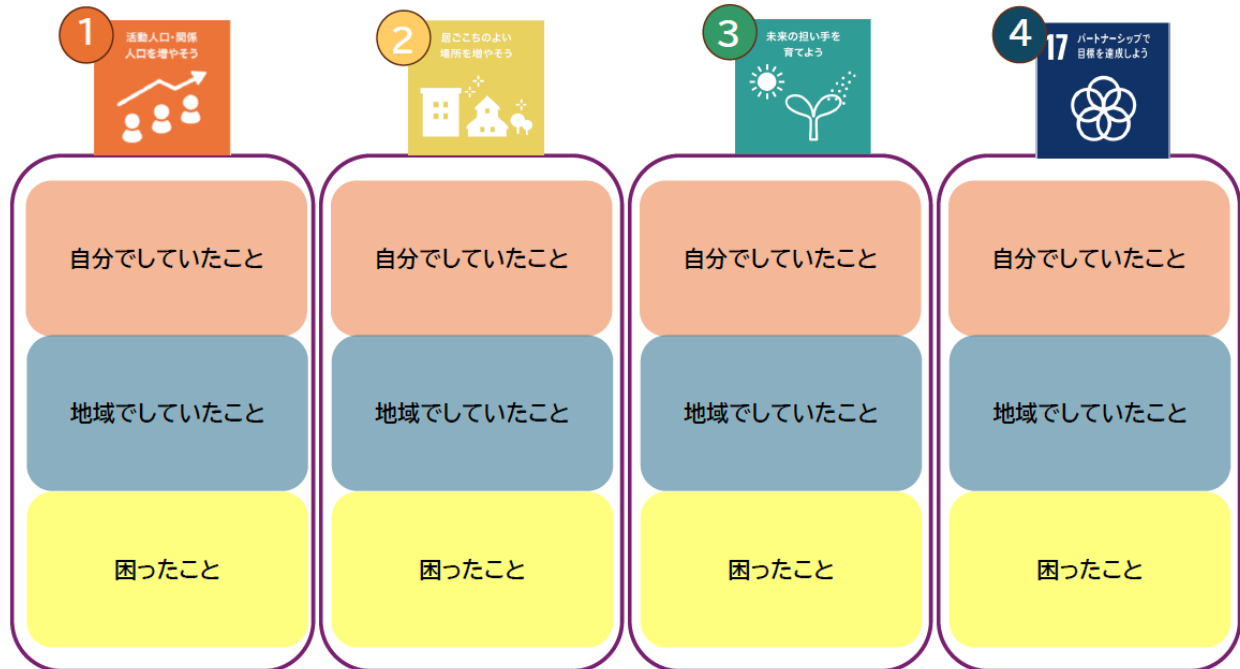 1
活動人口・関係
人口を増やそう
2
居ごこちのよい
場所を増やそう
3
未来の担い手を
育てよう
4
17 パートナーシップで
目標を達成しよう
自分でしていたこと
地域でしていたこと
困ったこと
自分でしていたこと
地域でしていたこと
困ったこと
自分でしていたこと
地域でしていたこと
困ったこと
自分でしていたこと
地域でしていたこと
困ったこと